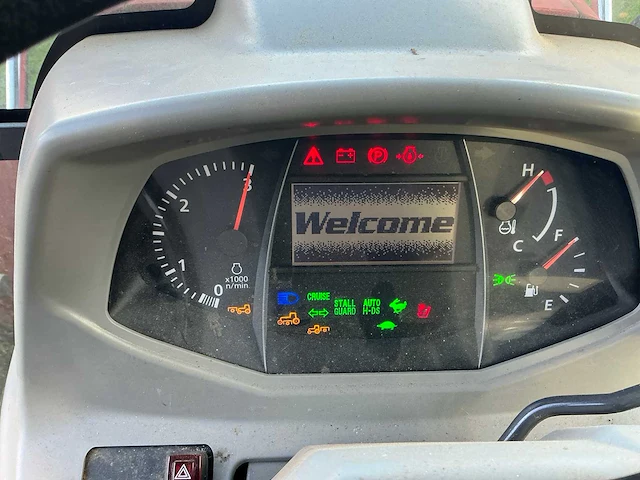 3
2
1
0
x1000
n/min
P
Welcome
CRUISE
STALL
GUARD
AUTO
H-DS
H
C
F
E